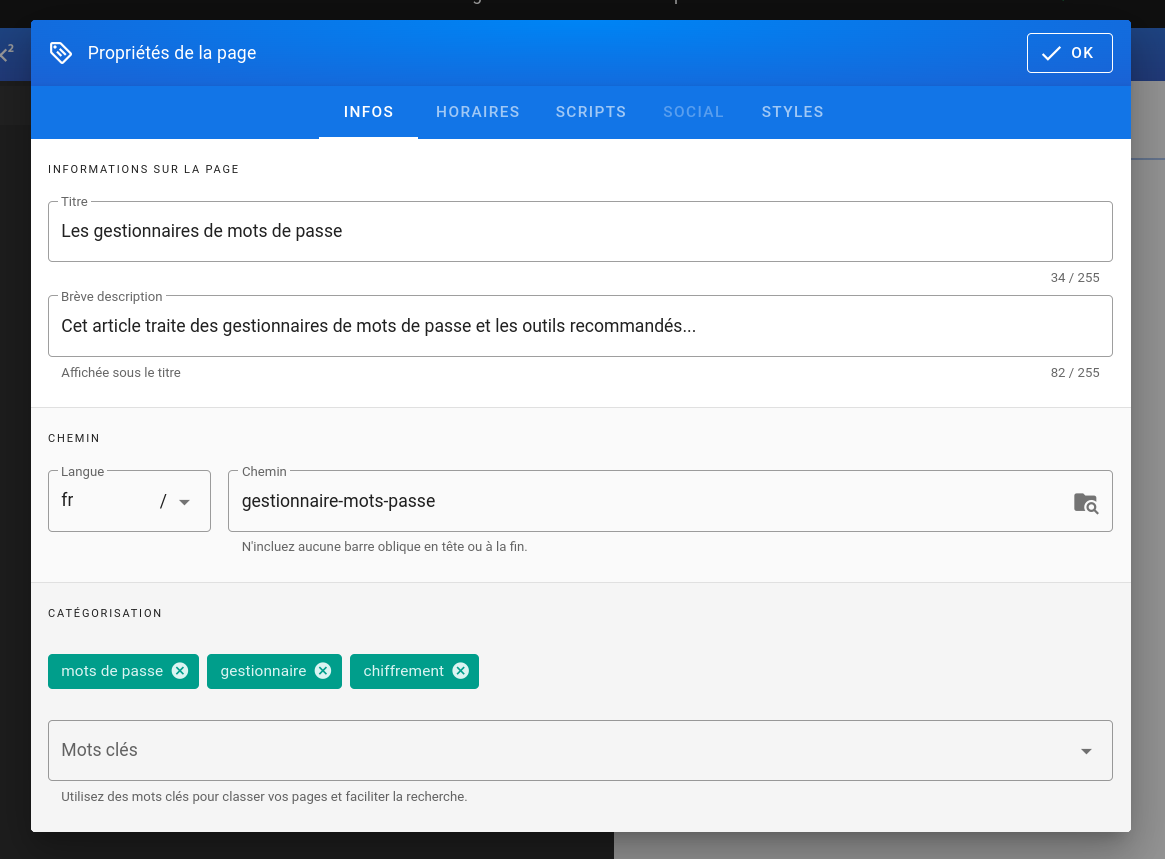 Propriétés de la page
OK
INFOS HORAIRES SCRIPTS SOCIAL STYLES
INFORMATIONS SUR LA PAGE
Titre
Les gestionnaires de mots de passe
34 / 255
Brève description
Cet article traite des gestionnaires de mots de passe et les outils recommandés...
Affichée sous le titre 82 / 255
CHEMIN
Langue Chemin
fr / gestionnaire-mots-passe
N'incluez aucune barre oblique en tête ou à la fin.
CATÉGORISATION
mots de passe gestionnaire chiffrement
Mots clés
Utilisez des mots clés pour classer vos pages et faciliter la recherche.